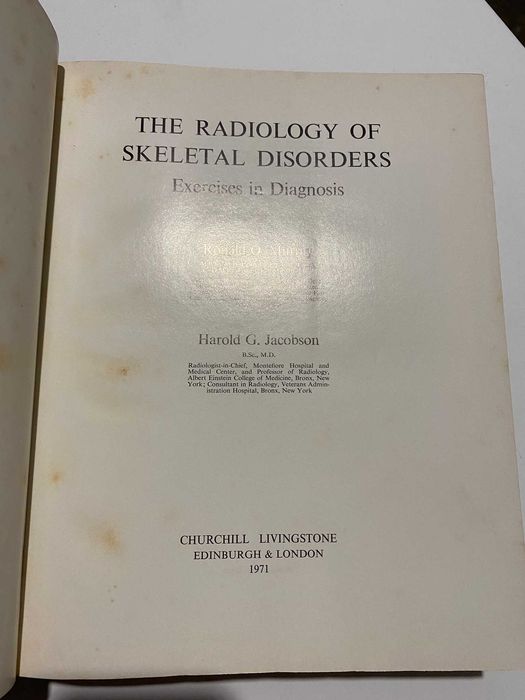 THE RADIOLOGY OF
SKELETAL DISORDERS
Exercises in Diagnosis
Ronald O. Murray
Harold G. Jacobson
B.Sc., M.D.
Radiologist-in-Chief, Montefiore Hospital and
Medical Center, and Professor of Radiology,
Albert Einstein College of Medicine, Bronx, New
York; Consultant in Radiology, Veterans Admin-
istration Hospital, Bronx, New York
CHURCHILL LIVINGSTONE
EDINBURGH & LONDON
1971